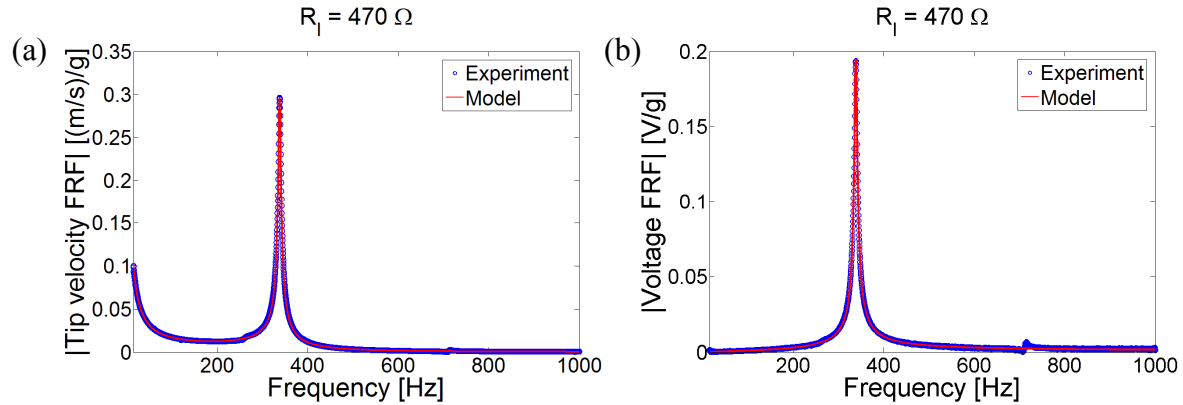 R_l = 470 Ω
(a)
|Tip velocity FRF| [(m/s)/g]
0.35
0.3
0.25
0.2
0.15
0.1
0.05
0
200
400
600
800
1000
Frequency [Hz]
Experiment
Model
R_l = 470 Ω
(b)
|Voltage FRF| [V/g]
0.2
0.15
0.1
0.05
0
200
400
600
800
1000
Frequency [Hz]
Experiment
Model